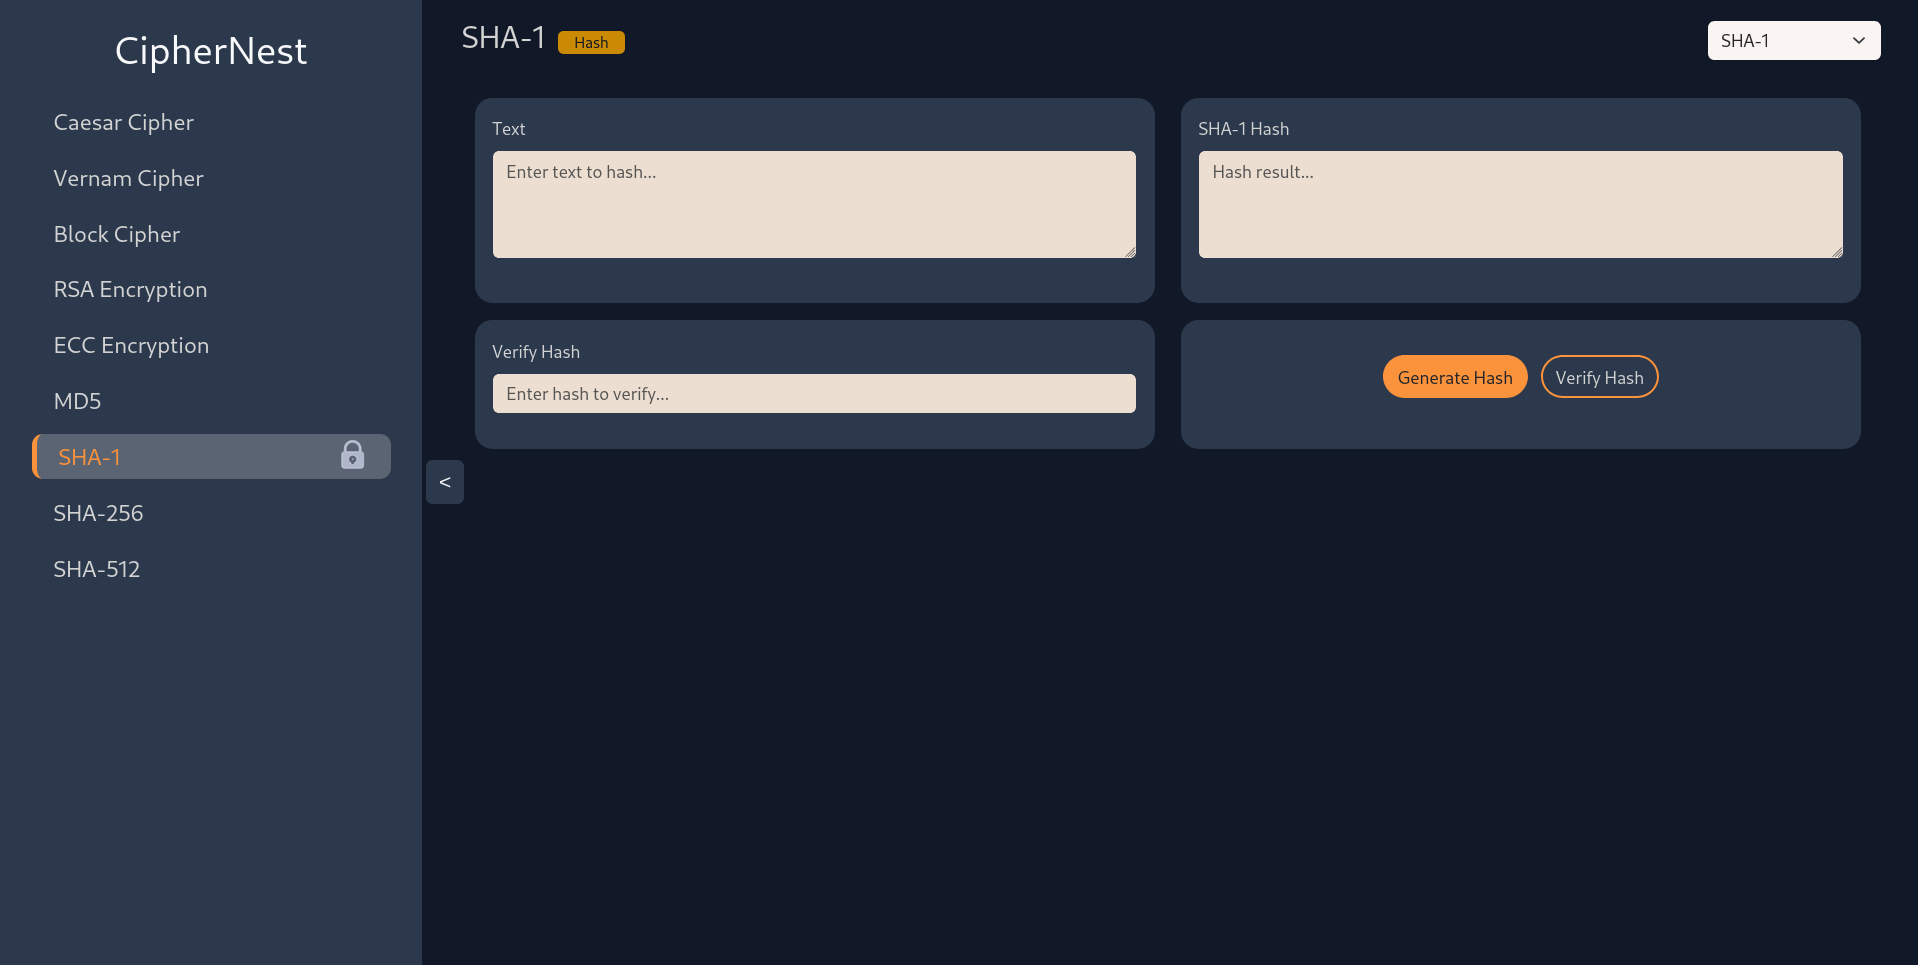 CipherNest
Caesar Cipher
Vernam Cipher
Block Cipher
RSA Encryption
ECC Encryption
MD5
SHA-1
SHA-256
SHA-512
<
SHA-1 Hash
SHA-1
Text
Enter text to hash...
SHA-1 Hash
Hash result...
Verify Hash
Enter hash to verify...
Generate Hash
Verify Hash